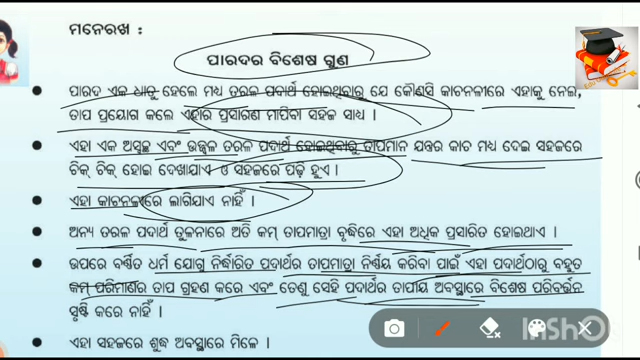 ମନେରଖ :
ପାରଦର ବିଶେଷ ଗୁଣ
• ପାରଦ ଏକ ଧାତୁ ହେଲେ ମଧ୍ୟ ତରଳ ପଦାର୍ଥ ହୋଇଥିବାରୁ ଯେ କୌଣସି କାଚନଳୀରେ ଏହାକୁ ନେଇ,
ତାପ ପ୍ରୟୋଗ କଲେ ଏହାର ପ୍ରସାରଣ ମାପିବା ସହଜ ସାଧ୍ୟ ।
• ଏହା ଏକ ଅସ୍ୱଚ୍ଛ ଏବଂ ଉଜ୍ଜ୍ୱଳ ତରଳ ପଦାର୍ଥ ହୋଇଥିବାରୁ ତାପମାନ ଯନ୍ତ୍ରର କାଚ ମଧ୍ୟ ଦେଇ ସହଜରେ
ଚିକ୍ ଚିକ୍ ହୋଇ ଦେଖାଯାଏ ଓ ସହଜରେ ପଢ଼ି ହୁଏ ।
• ଏହା କାଚନଳୀରେ ଲାଗିଯାଏ ନାହିଁ ।
• ଅନ୍ୟ ତରଳ ପଦାର୍ଥ ତୁଳନାରେ ଅତି କମ୍ ତାପମାତ୍ରା ବୃଦ୍ଧିରେ ଏହା ଅଧିକ ପ୍ରସାରିତ ହୋଇଥାଏ ।
• ଉପରେ ବର୍ଣ୍ଣିତ ଧର୍ମ ଯୋଗୁ ନିର୍ଦ୍ଧାରିତ ପଦାର୍ଥର ତାପମାତ୍ରା ନିର୍ଣ୍ଣୟ କରିବା ପାଇଁ ଏହା ପଦାର୍ଥଠାରୁ ବହୁତ
କମ୍ ପରିମାଣର ତାପ ଗ୍ରହଣ କରେ ଏବଂ ତେଣୁ ସେହି ପଦାର୍ଥର ତାପୀୟ ଅବସ୍ଥାରେ ବିଶେଷ ପରିବର୍ତ୍ତନ
ସୃଷ୍ଟି କରେ ନାହିଁ ।
• ଏହା ସହଜରେ ଶୁଦ୍ଧ ଅବସ୍ଥାରେ ମିଳେ ।